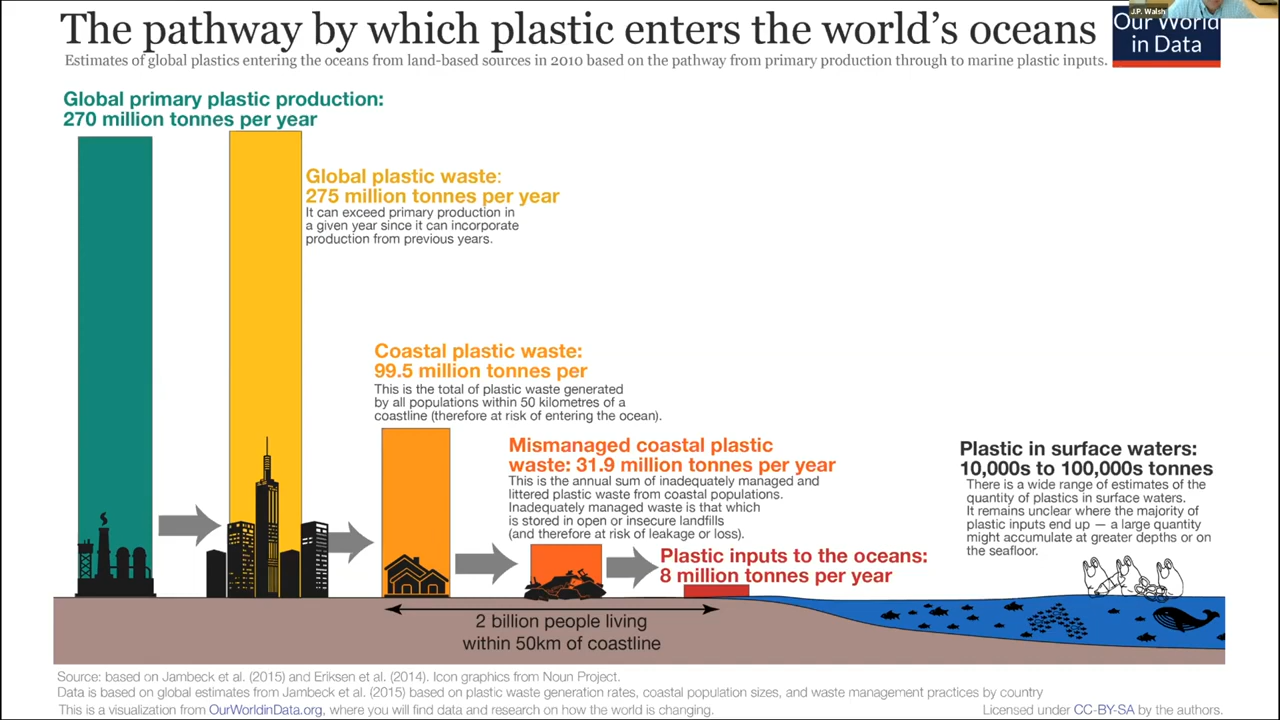 The pathway by which plastic enters the world's oceans
J.P. Walsh
Our World
in Data
Estimates of global plastics entering the oceans from land-based sources in 2010 based on the pathway from primary production through to marine plastic inputs.
Global primary plastic production:
270 million tonnes per year
Global plastic waste:
275 million tonnes per year
It can exceed primary production in
a given year since it can incorporate
production from previous years.
Coastal plastic waste:
99.5 million tonnes per
This is the total of plastic waste generated
by all populations within 50 kilometres of a
coastline (therefore at risk of entering the ocean).
Mismanaged coastal plastic
waste: 31.9 million tonnes per year
This is the annual sum of inadequately managed and
littered plastic waste from coastal populations.
Inadequately managed waste is that which
is stored in open or insecure landfills
(and therefore at risk of leakage or loss).
Plastic inputs to the oceans:
8 million tonnes per year
Plastic in surface waters:
10,000s to 100,000s tonnes
There is a wide range of estimates of the
quantity of plastics in surface waters.
It remains unclear where the majority of
plastic inputs end up — a large quantity
might accumulate at greater depths or on
the seafloor.
2 billion people living
within 50km of coastline
Source: based on Jambeck et al. (2015) and Eriksen et al. (2014). Icon graphics from Noun Project.
Data is based on global estimates from Jambeck et al. (2015) based on plastic waste generation rates, coastal population sizes, and waste management practices by country
This is a visualization from OurWorldinData.org, where you will find data and research on how the world is changing.
Licensed under CC-BY-SA by the authors.